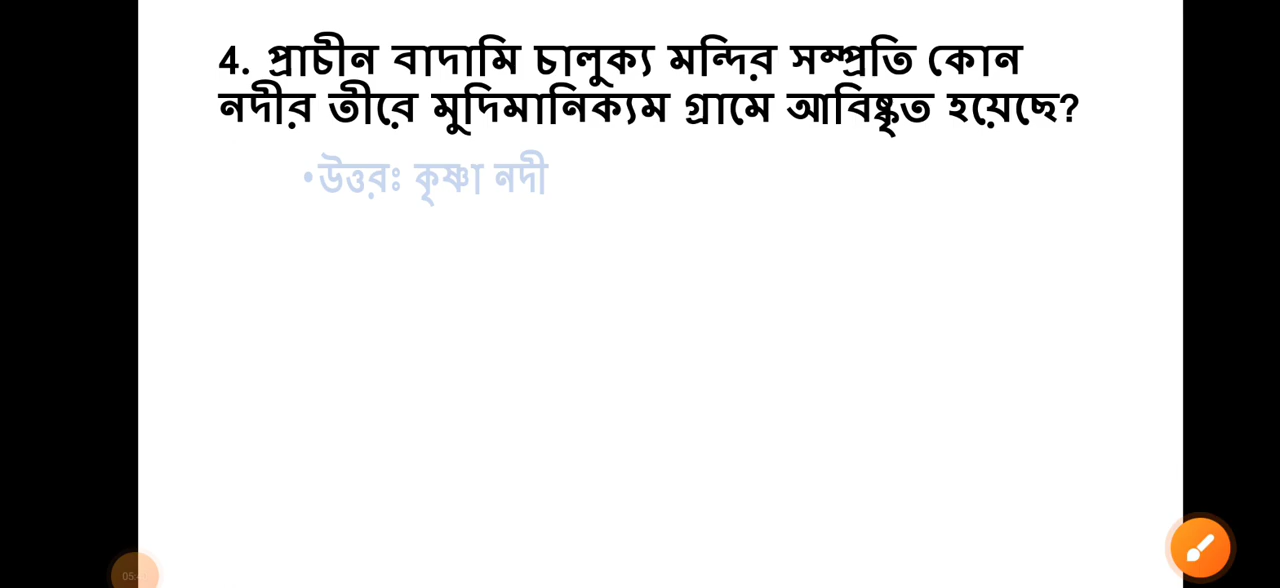 4. প্রাচীন বাদামি চালুক্য মন্দির সম্প্রতি কোন
নদীর তীরে মুদিমানিক্যম গ্রামে আবিষ্কৃত হয়েছে?
•উত্তরঃ কৃষ্ণা নদী